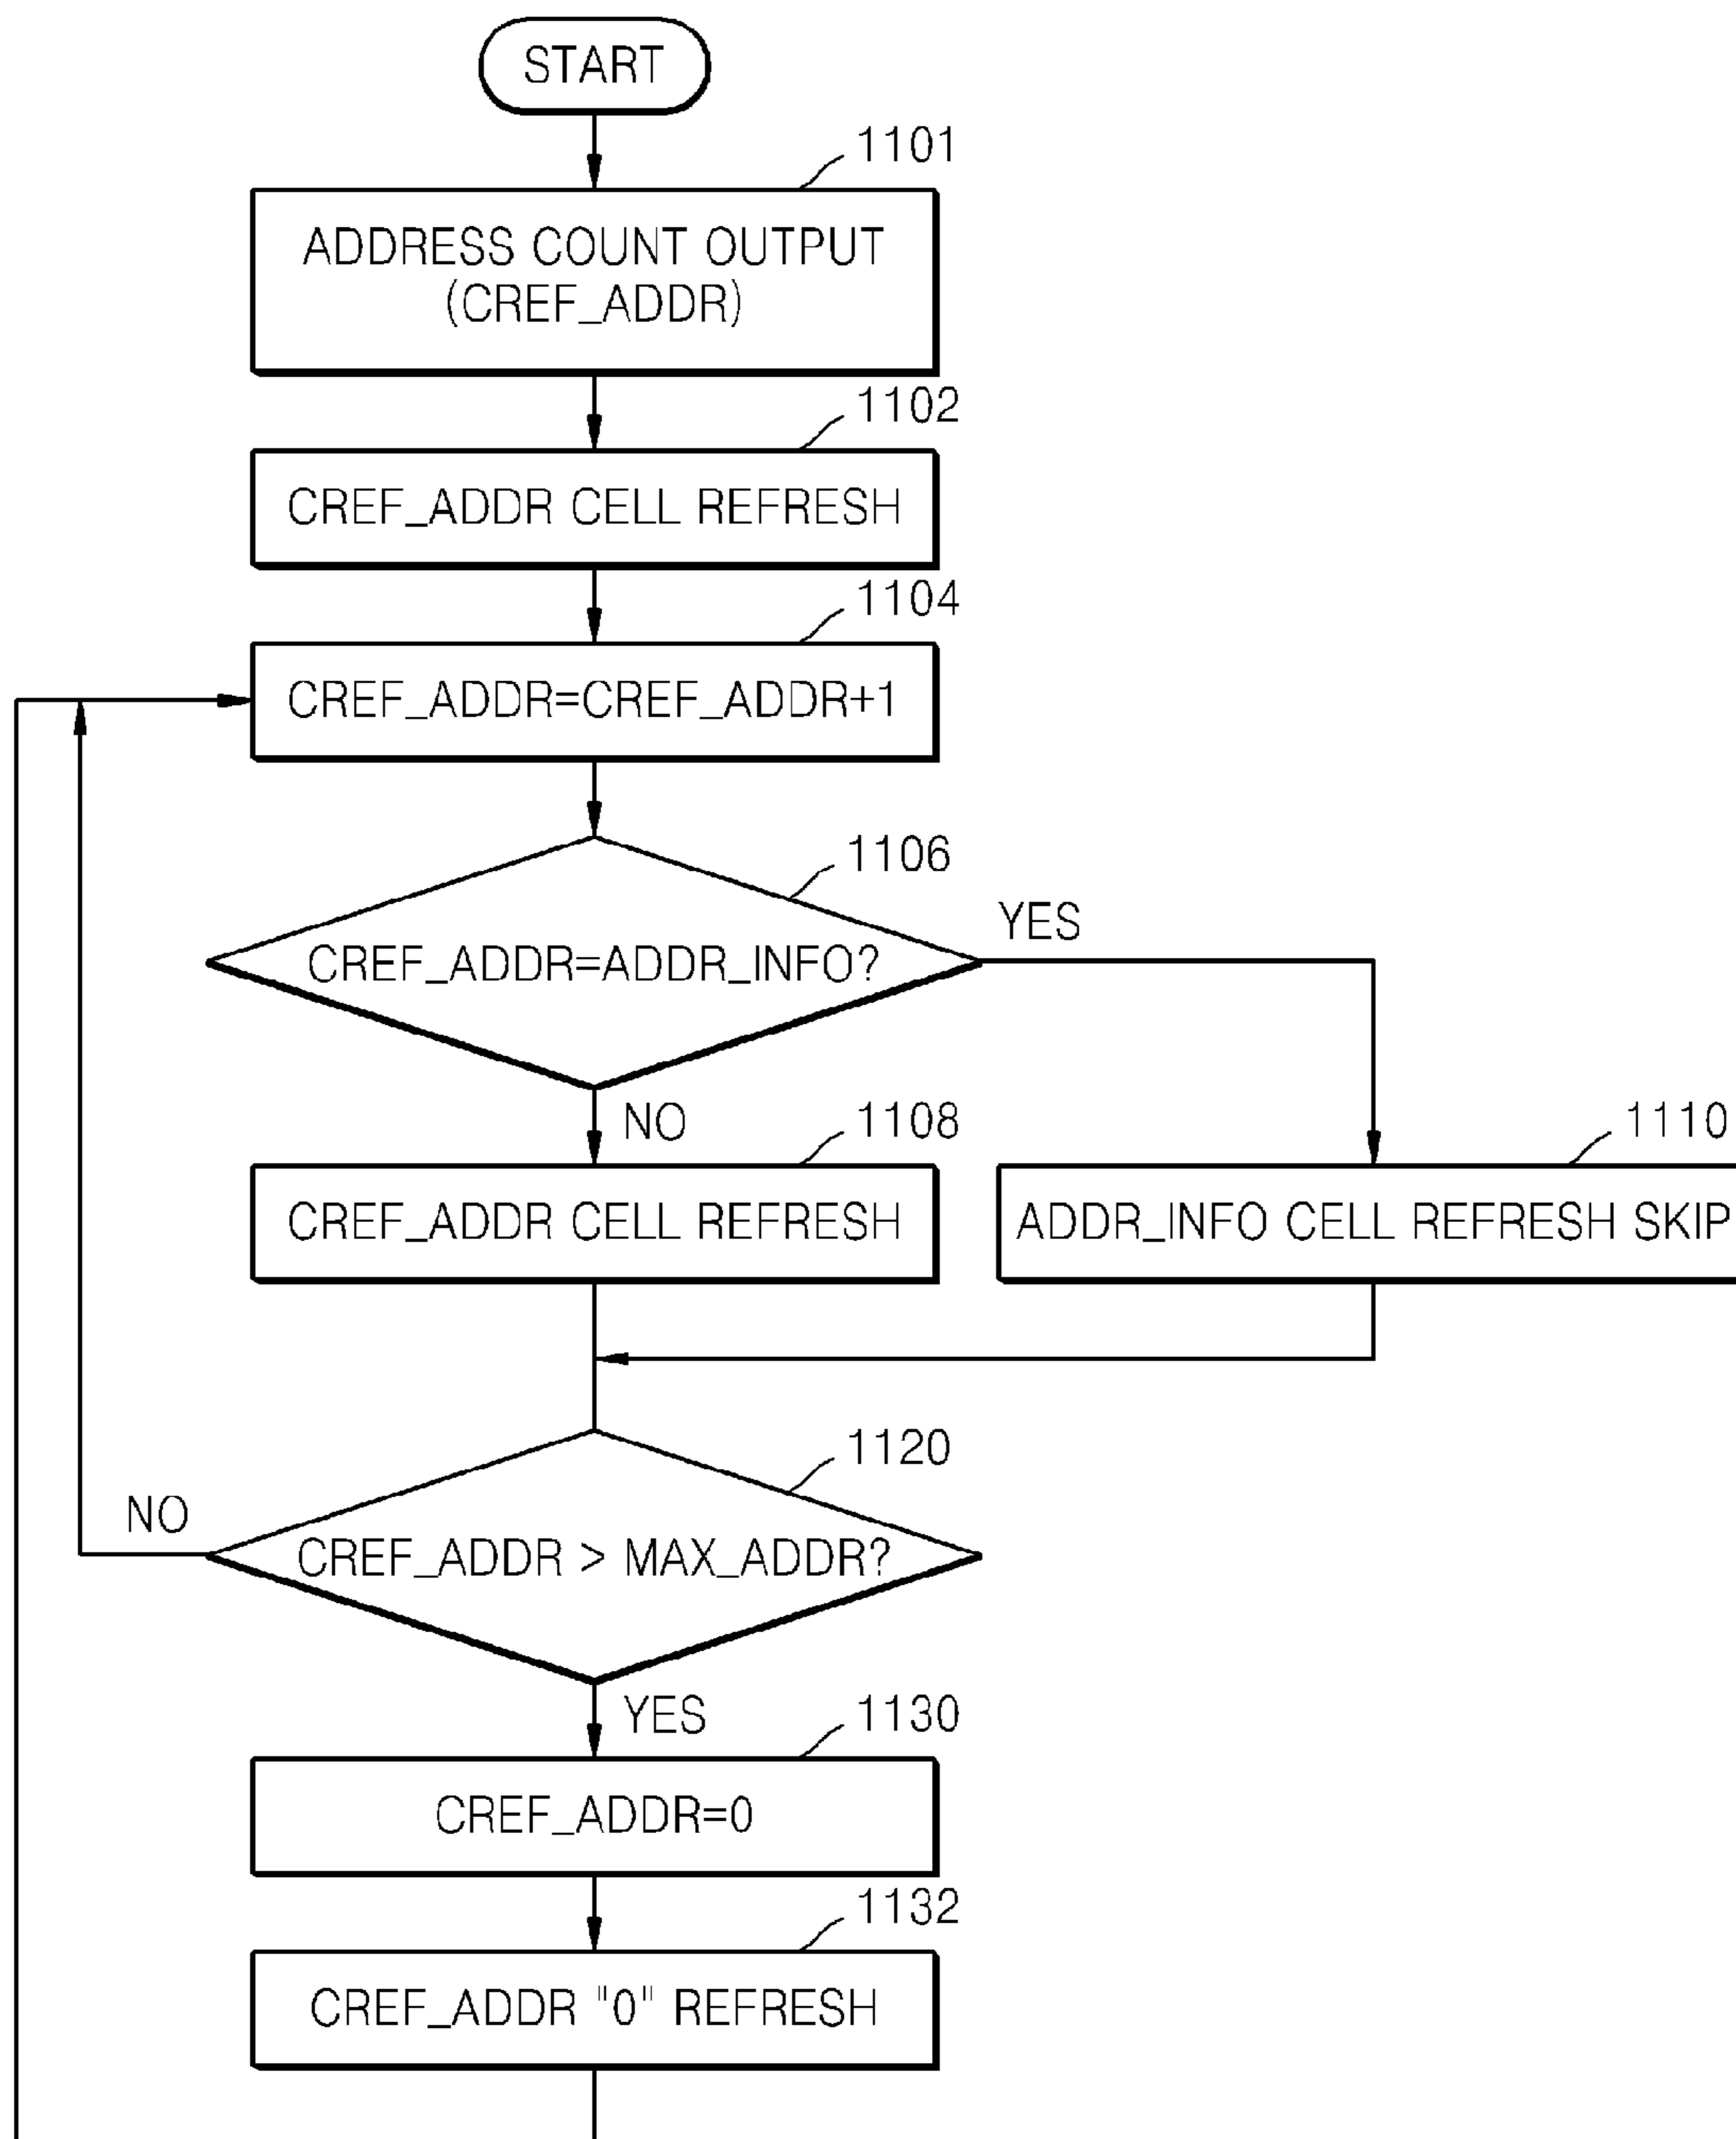 START
1101
ADDRESS COUNT OUTPUT
(CREF_ADDR)
1102
CREF_ADDR CELL REFRESH
1104
CREF_ADDR=CREF_ADDR+1
1106
CREF_ADDR=ADDR_INFO?
YES
NO
1108
CREF_ADDR CELL REFRESH
1110
ADDR_INFO CELL REFRESH SKIP
1120
CREF_ADDR > MAX_ADDR?
NO
YES
1130
CREF_ADDR=0
1132
CREF_ADDR "0" REFRESH